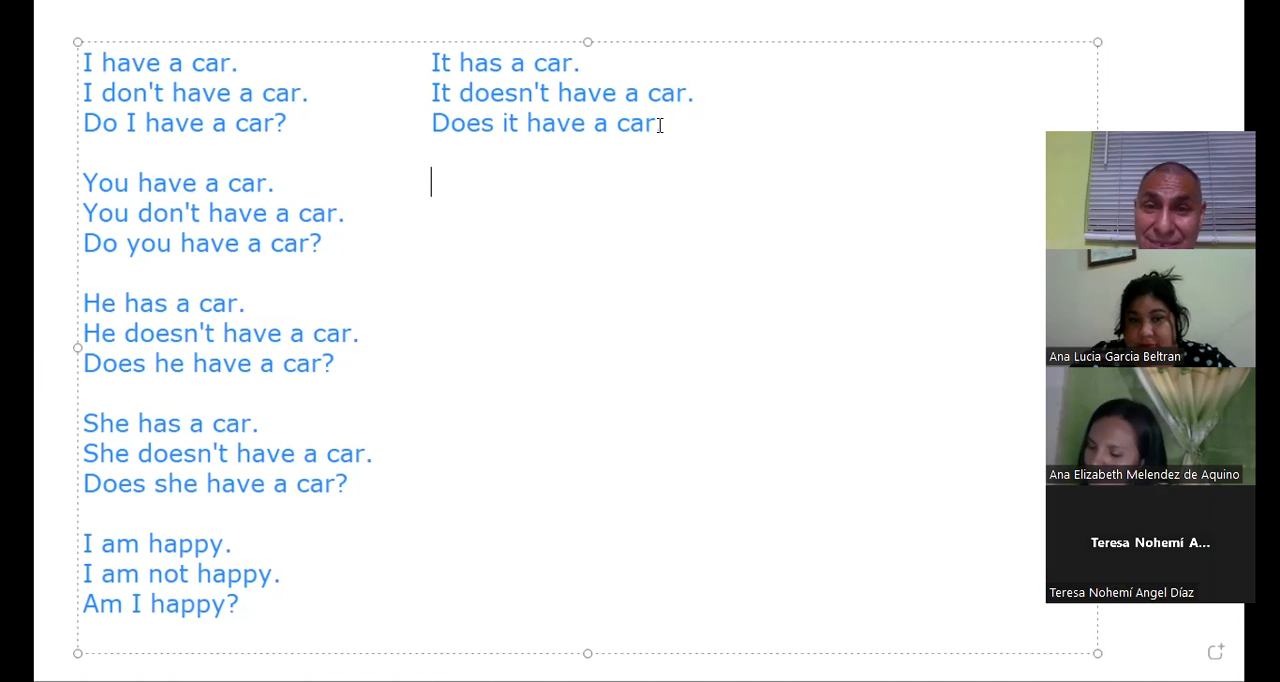 I have a car.
I don't have a car.
Do I have a car?
You have a car.
You don't have a car.
Do you have a car?
He has a car.
He doesn't have a car.
Does he have a car?
She has a car.
She doesn't have a car.
Does she have a car?
I am happy.
I am not happy.
Am I happy?
It has a car.
It doesn't have a car.
Does it have a car
Ana Lucia Garcia Beltran
Ana Elizabeth Melendez de Aquino
Teresa Nohemí A...
Teresa Nohemí Angel Díaz